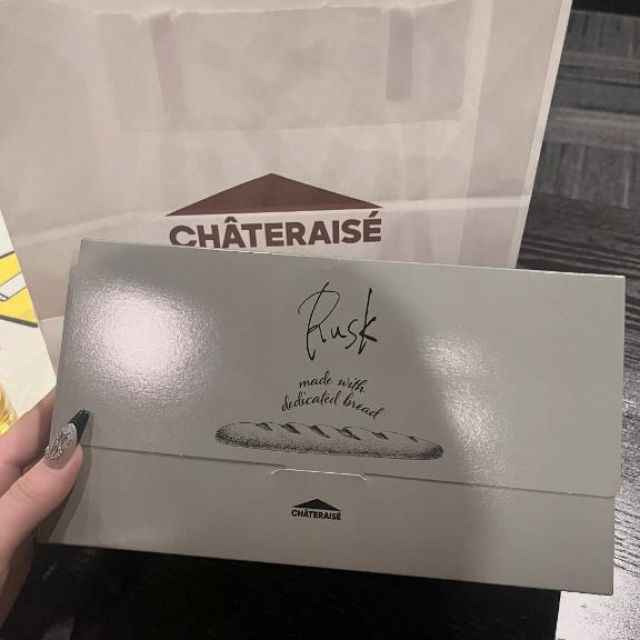 CHÂTERAISÉ
Rusk
made with
dedicated bread
CHÂTERAISÉ